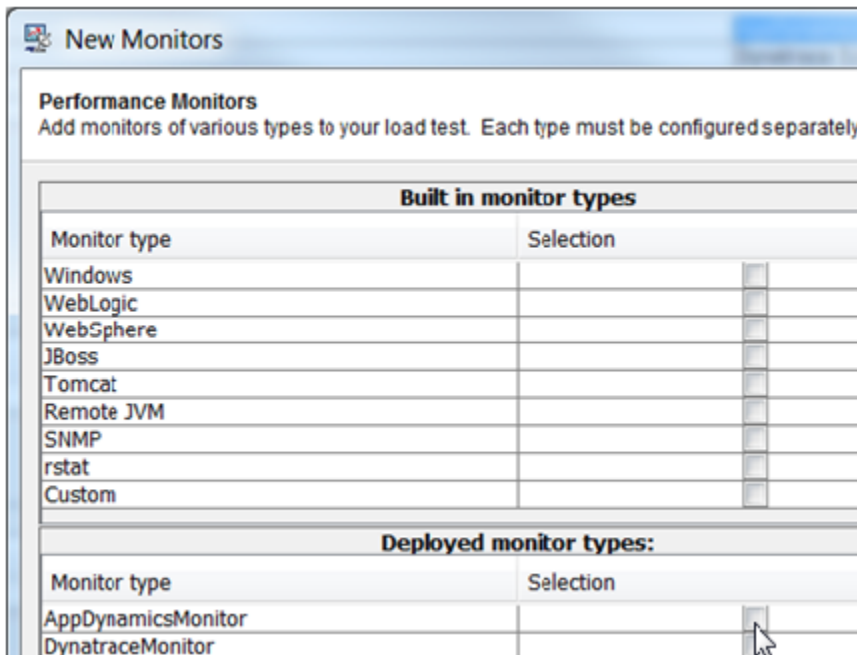 New Monitors
Performance Monitors
Add monitors of various types to your load test. Each type must be configured separately
Built in monitor types
Monitor type Selection
Windows
WebLogic
WebSphere
JBoss
Tomcat
Remote JVM
SNMP
rstat
Custom
Deployed monitor types:
Monitor type Selection
AppDynamicsMonitor
DynatraceMonitor